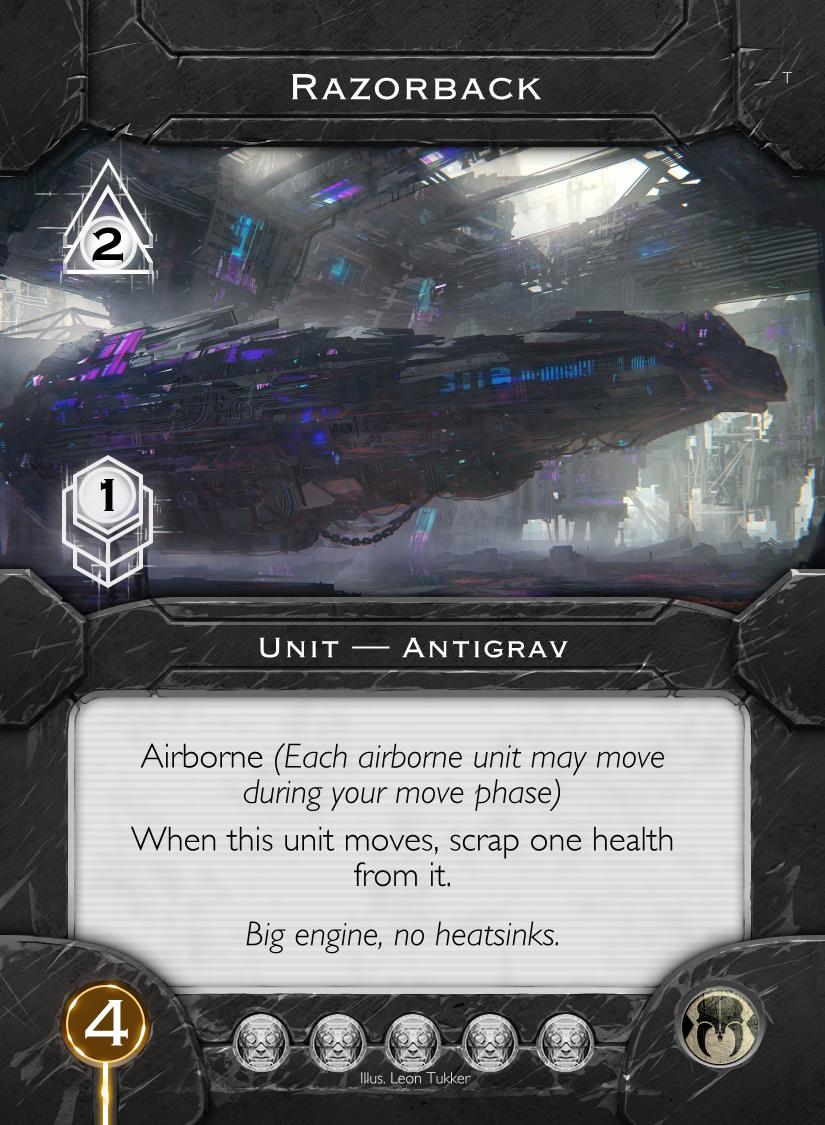 Razorback
T
2
1
Unit — Antigrav
Airborne (Each airborne unit may move
during your move phase)
When this unit moves, scrap one health
from it.
Big engine, no heatsinks.
4
Illus. Leon Tukker